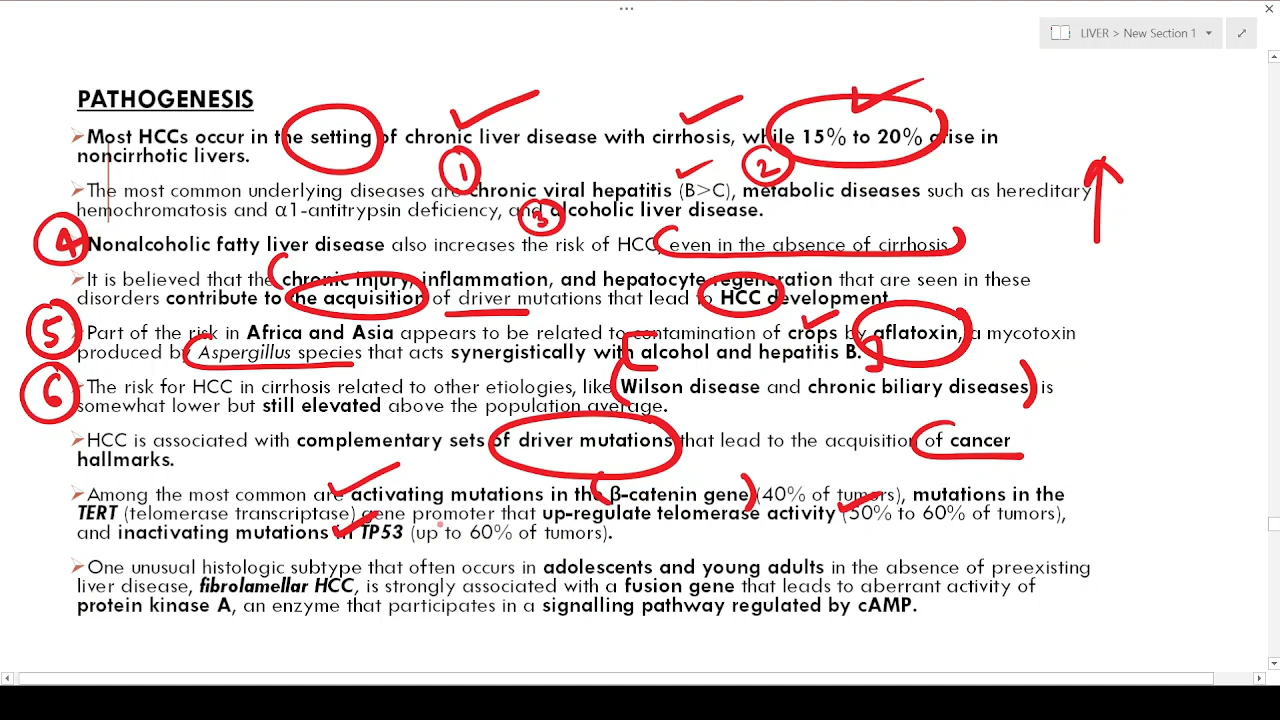 LIVER > New Section 1
PATHOGENESIS
Most HCCs occur in the setting of chronic liver disease with cirrhosis, while 15% to 20% arise in
noncirrhotic livers.
1
2
The most common underlying diseases are chronic viral hepatitis (B>C), metabolic diseases such as hereditary
hemochromatosis and α1-antitrypsin deficiency, and alcoholic liver disease.
3
4
Nonalcoholic fatty liver disease also increases the risk of HCC, even in the absence of cirrhosis
It is believed that the chronic injury, inflammation, and hepatocyte regeneration that are seen in these
disorders contribute to the acquisition of driver mutations that lead to HCC development.
5
Part of the risk in Africa and Asia appears to be related to contamination of crops by aflatoxin, a mycotoxin
produced by Aspergillus species that acts synergistically with alcohol and hepatitis B.
6
The risk for HCC in cirrhosis related to other etiologies, like Wilson disease and chronic biliary diseases, is
somewhat lower but still elevated above the population average.
HCC is associated with complementary sets of driver mutations that lead to the acquisition of cancer
hallmarks.
Among the most common are activating mutations in the β-catenin gene (40% of tumors), mutations in the
TERT (telomerase transcriptase) gene promoter that up-regulate telomerase activity (50% to 60% of tumors),
and inactivating mutations in TP53 (up to 60% of tumors).
One unusual histologic subtype that often occurs in adolescents and young adults in the absence of preexisting
liver disease, fibrolamellar HCC, is strongly associated with a fusion gene that leads to aberrant activity of
protein kinase A, an enzyme that participates in a signalling pathway regulated by cAMP.